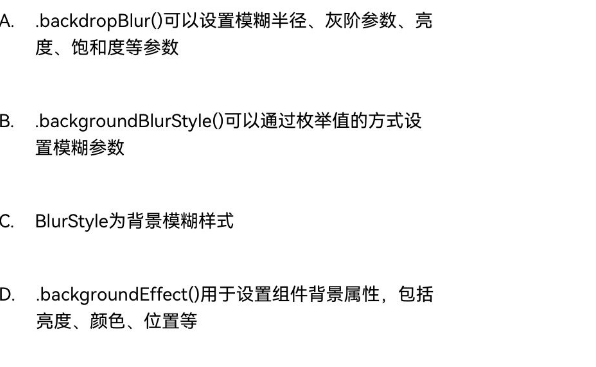 A. .backdropBlur()可以设置模糊半径、灰阶参数、亮
度、饱和度等参数
B. .backgroundBlurStyle()可以通过枚举值的方式设
置模糊参数
C. BlurStyle为背景模糊样式
D. .backgroundEffect()用于设置组件背景属性，包括
亮度、颜色、位置等